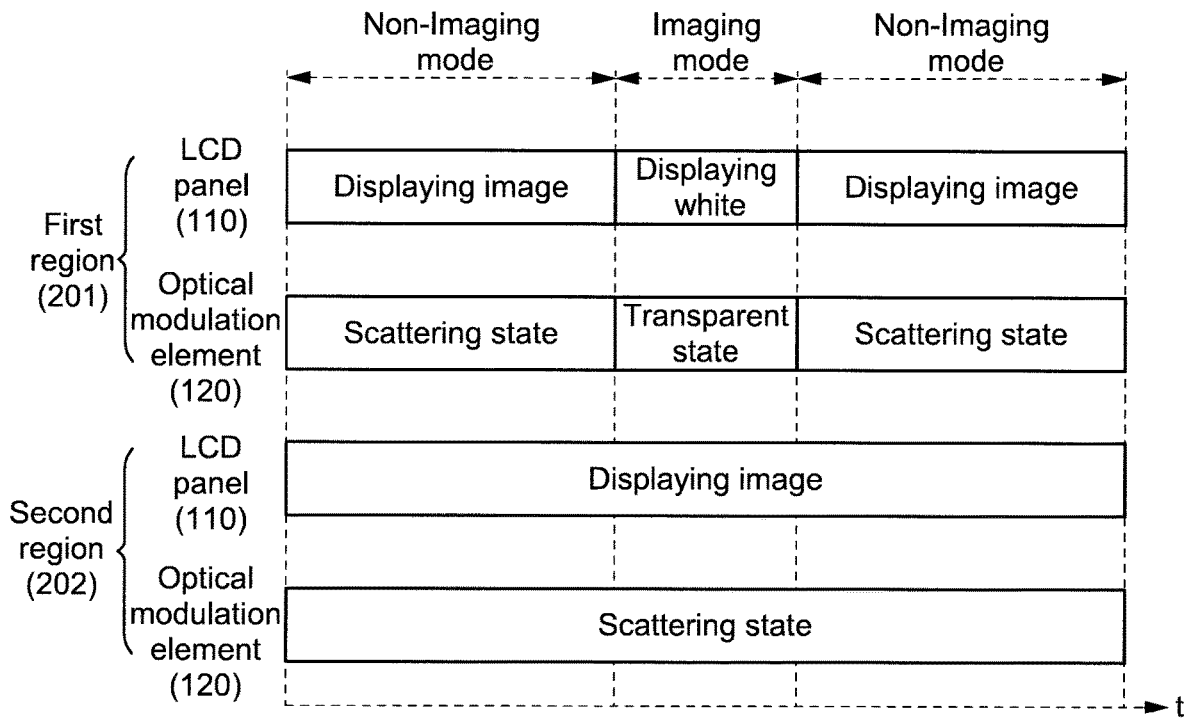 Non-Imaging
mode
Imaging
mode
Non-Imaging
mode
First
region
(201)
LCD
panel
(110)
Displaying image
Displaying
white
Displaying image
Optical
modulation
element
(120)
Scattering state
Transparent
state
Scattering state
Second
region
(202)
LCD
panel
(110)
Displaying image
Optical
modulation
element
(120)
Scattering state
t